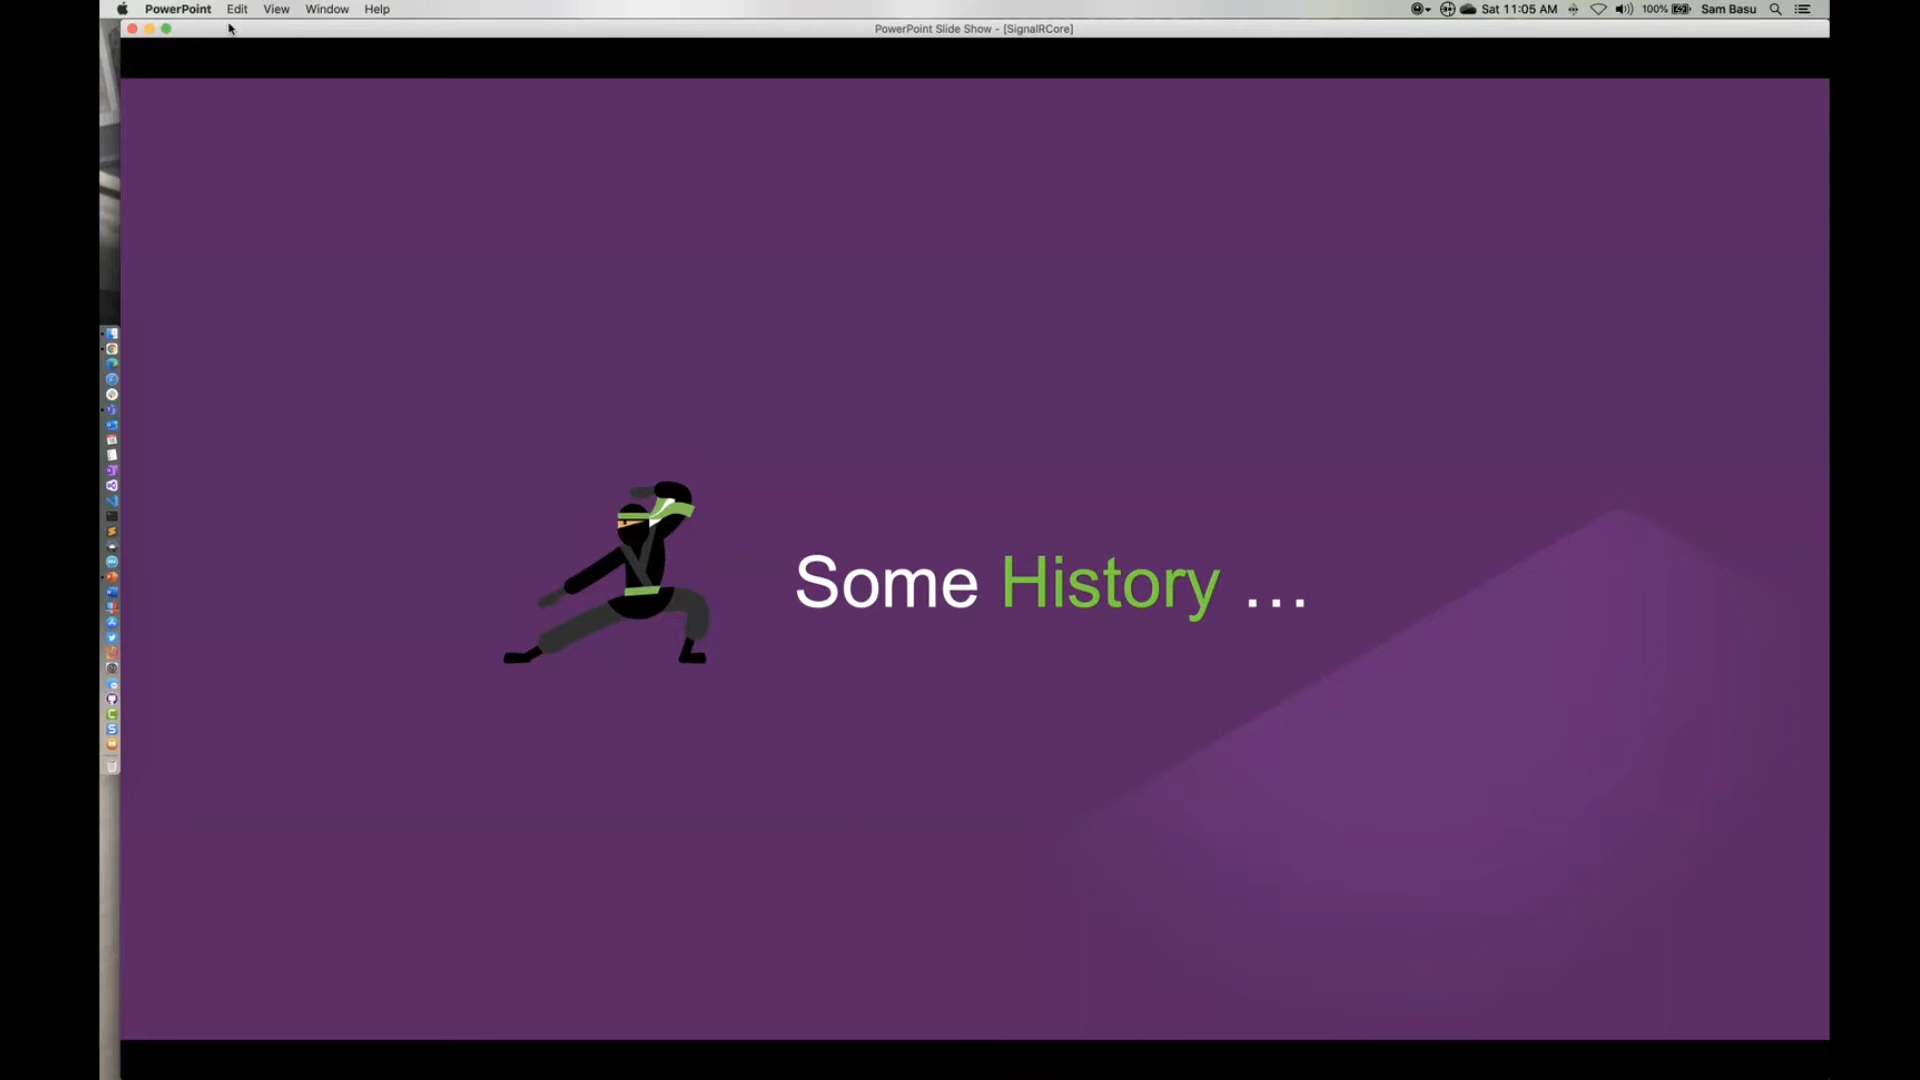 PowerPoint Edit View Window Help
Sat 11:05 AM 100% Sam Basu
PowerPoint Slide Show - [SignalRCore]
Some History ...